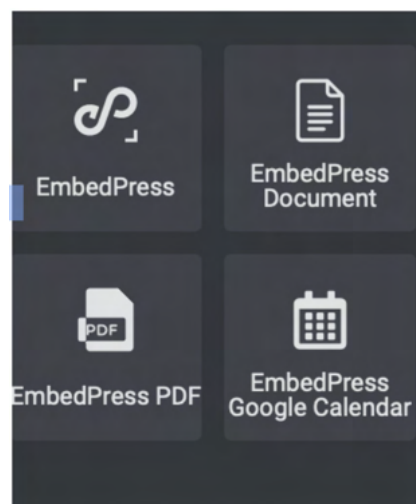 EmbedPress
EmbedPress
Document
PDF
EmbedPress PDF
EmbedPress
Google Calendar